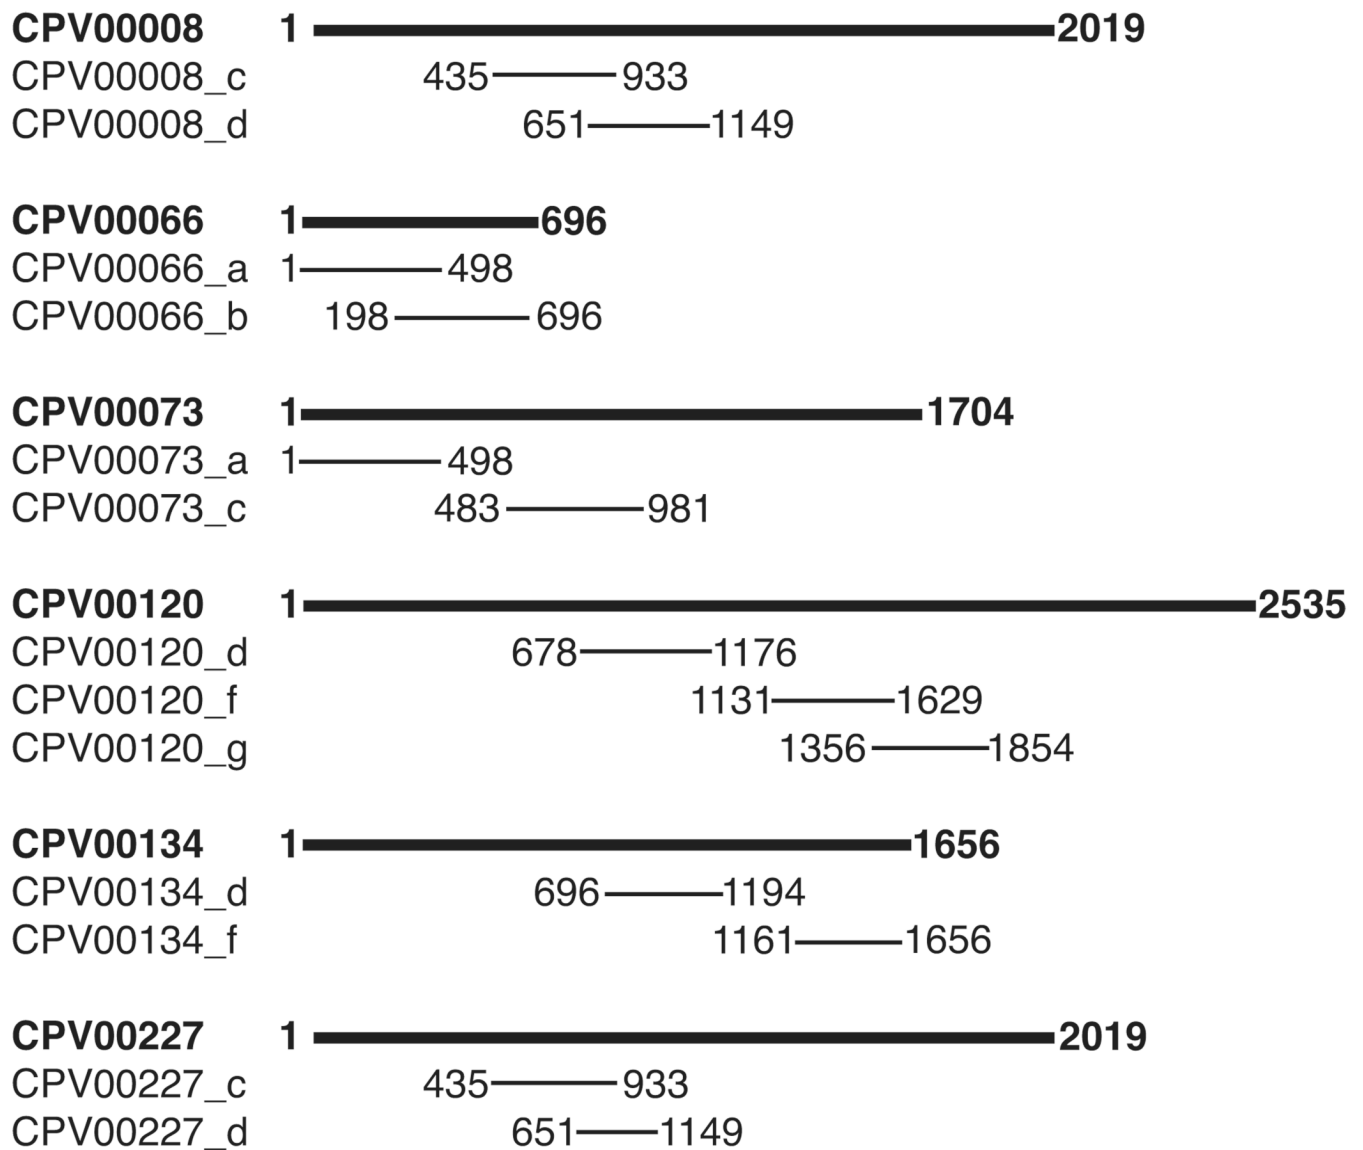 CPV00008 1 2019
CPV00008_c 435 933
CPV00008_d 651 1149
CPV00066 1 696
CPV00066_a 1 498
CPV00066_b 198 696
CPV00073 1 1704
CPV00073_a 1 498
CPV00073_c 483 981
CPV00120 1 2535
CPV00120_d 678 1176
CPV00120_f 1131 1629
CPV00120_g 1356 1854
CPV00134 1 1656
CPV00134_d 696 1194
CPV00134_f 1161 1656
CPV00227 1 2019
CPV00227_c 435 933
CPV00227_d 651 1149